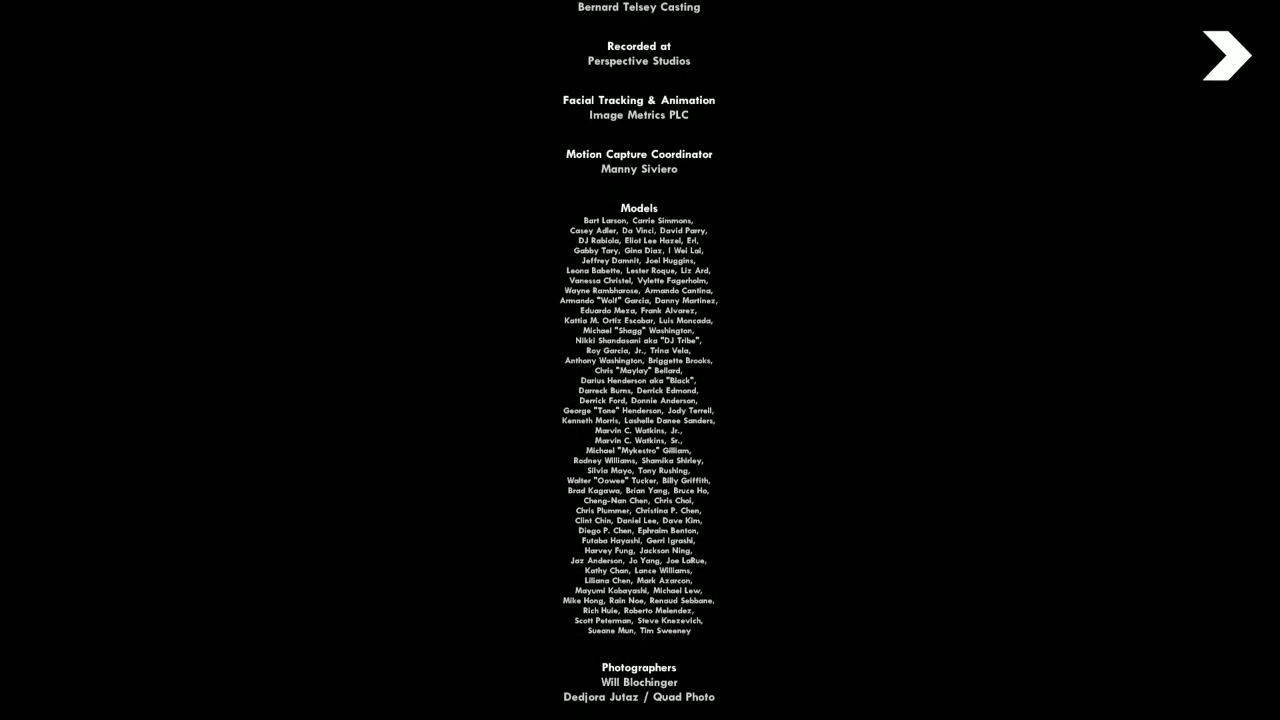 Bernard Telsey Casting
Recorded at
Perspective Studios
Facial Tracking & Animation
Image Metrics PLC
Motion Capture Coordinator
Manny Siviero
Models
Bart Larson, Carrie Simmons,
Casey Adler, Da Vinci, David Parry,
DJ Rabiola, Eliot Lee Hazel, Eri,
Gabby Tary, Gina Diaz, I Wei Lai,
Jeffrey Damnit, Joel Huggins,
Leona Babette, Lester Roque, Liz Ard,
Vanessa Christel, Vylette Fagerholm,
Wayne Rambharose, Armando Cantina,
Armando "Wolf" Garcia, Danny Martinez,
Eduardo Meza, Frank Alvarez,
Kattia M. Ortiz Escobar, Luis Moncada,
Michael "Shagg" Washington,
Nikki Shandasani aka "DJ Tribe",
Roy Garcia, Jr., Trina Vela,
Anthony Washington, Briggette Brooks,
Chris "Maylay" Bellard,
Darius Henderson aka "Black",
Darreck Burns, Derrick Edmond,
Derrick Ford, Donnie Anderson,
George "Tone" Henderson, Jody Terrell,
Kenneth Morris, Lashelle Danee Sanders,
Marvin C. Watkins, Jr.,
Marvin C. Watkins, Sr.,
Michael "Mykestro" Gilliam,
Rodney Williams, Shamika Shirley,
Silvia Mayo, Tony Rushing,
Walter "Oowee" Tucker, Billy Griffith,
Brad Kagawa, Brian Yang, Bruce Ho,
Cheng-Nan Chen, Chris Choi,
Chris Plummer, Christina P. Chen,
Clint Chin, Daniel Lee, Dave Kim,
Diego P. Chen, Ephraim Benton,
Futaba Hayashi, Gerri Igrashi,
Harvey Fung, Jackson Ning,
Jaz Anderson, Jo Yang, Joe LaRue,
Kathy Chan, Lance Williams,
Liliana Chen, Mark Azarcon,
Mayumi Kobayashi, Michael Lew,
Mike Hong, Rain Noe, Renaud Sebbane,
Rich Huie, Roberto Melendez,
Scott Peterman, Steve Knezevich,
Sueane Mun, Tim Sweeney
Photographers
Will Blochinger
Dedjora Jutaz / Quad Photo